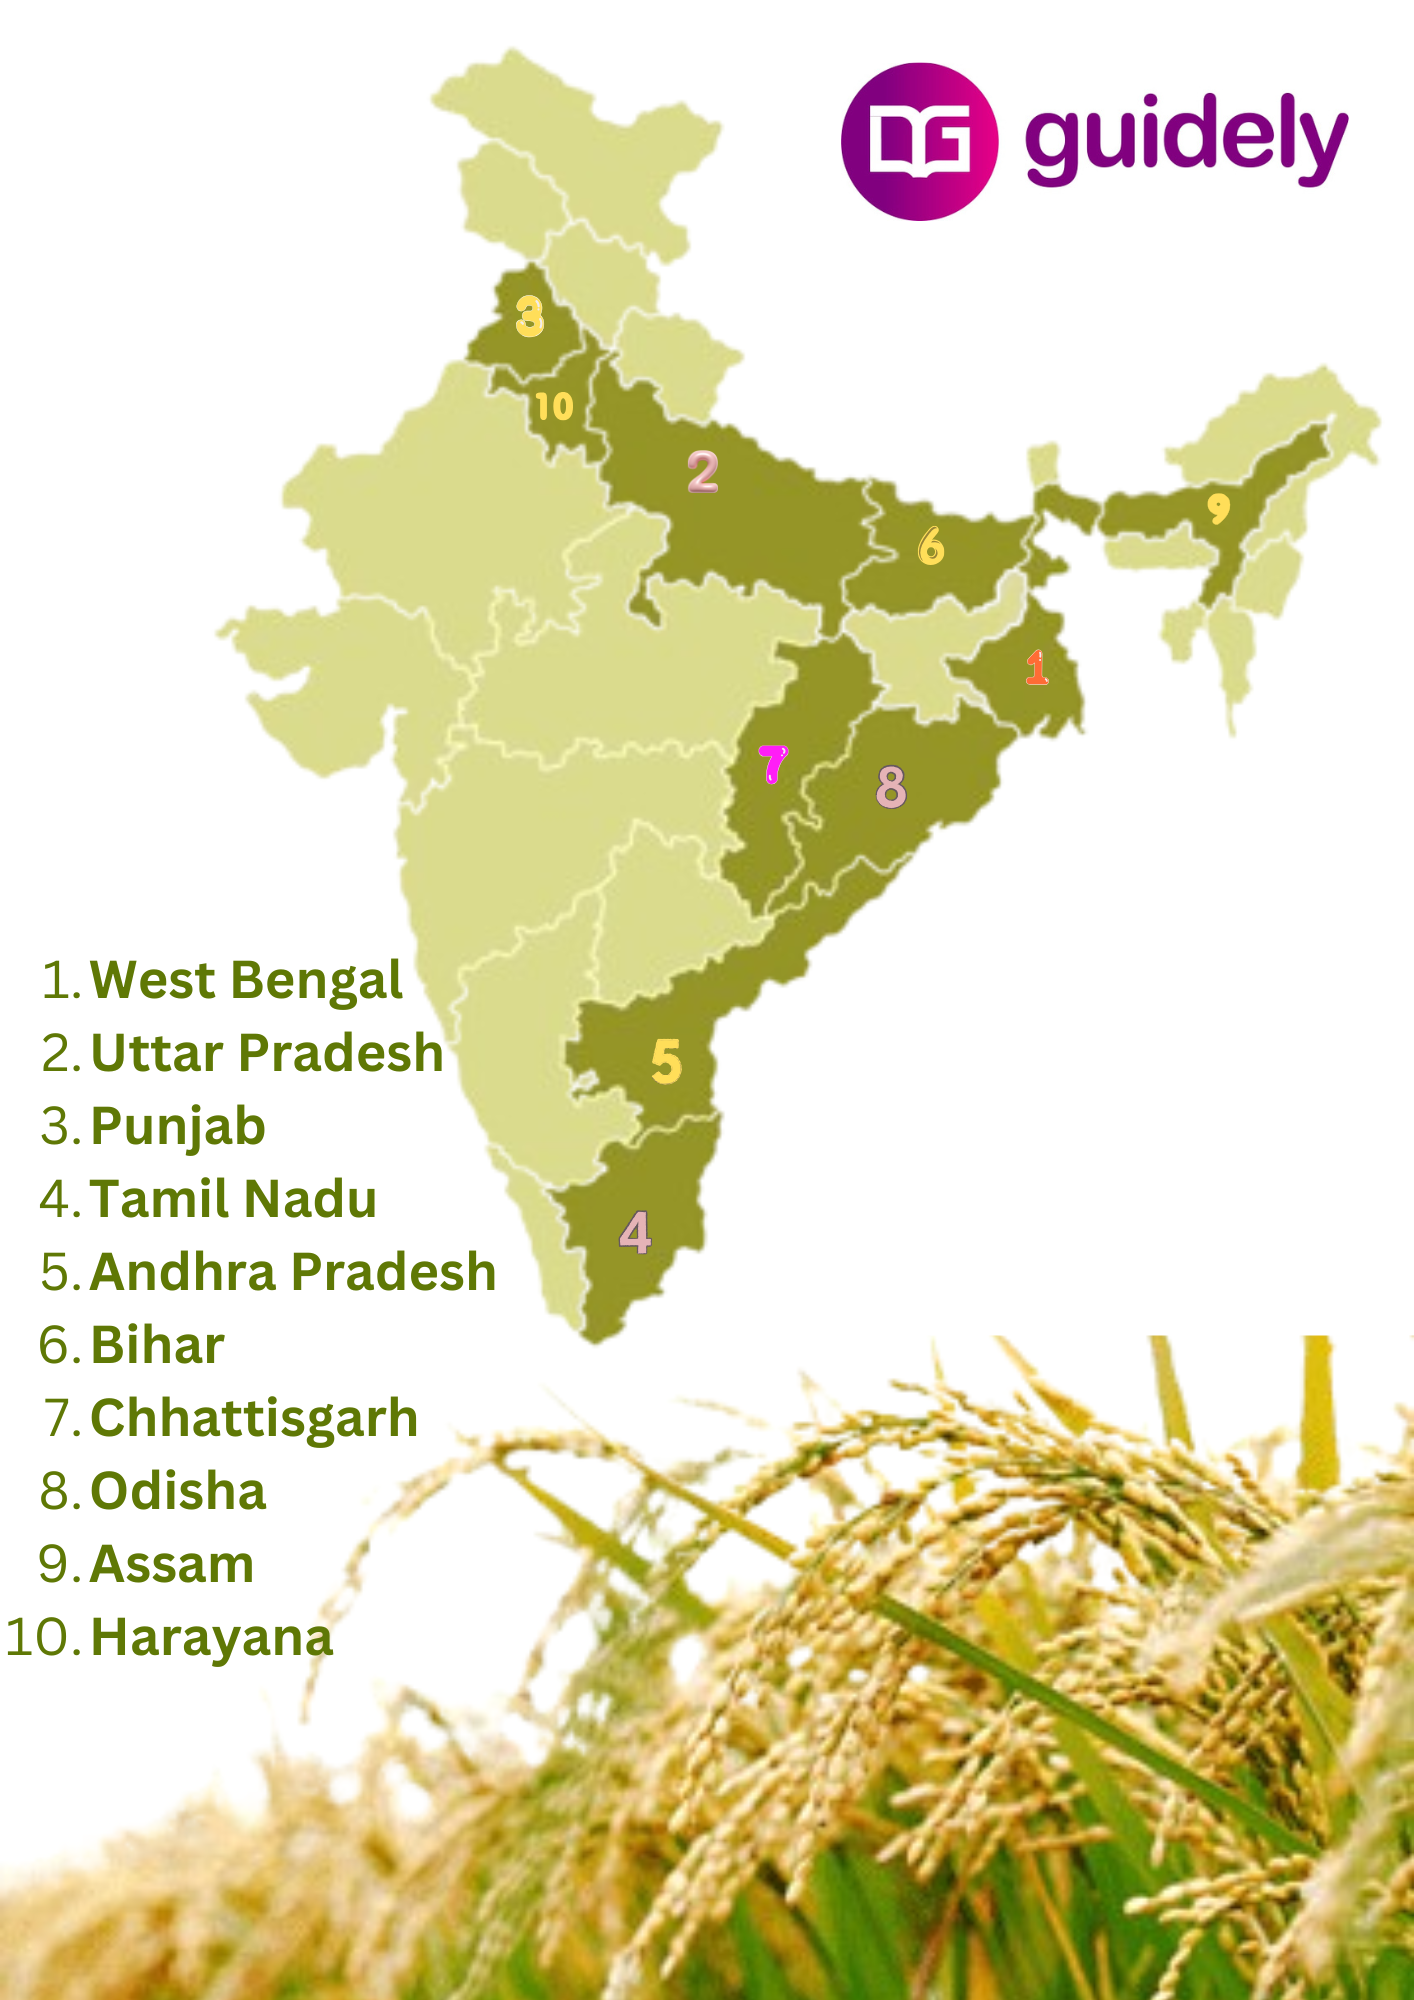 guidely
3
10
2
9
6
1
7
8
5
4
1. West Bengal
2. Uttar Pradesh
3. Punjab
4. Tamil Nadu
5. Andhra Pradesh
6. Bihar
7. Chhattisgarh
8. Odisha
9. Assam
10. Harayana